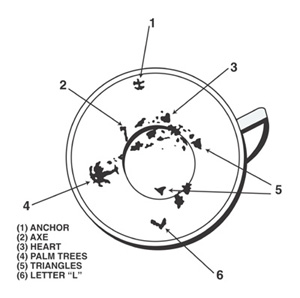 1
2
3
4
5
6
(1) ANCHOR
(2) AXE
(3) HEART
(4) PALM TREES
(5) TRIANGLES
(6) LETTER "L"